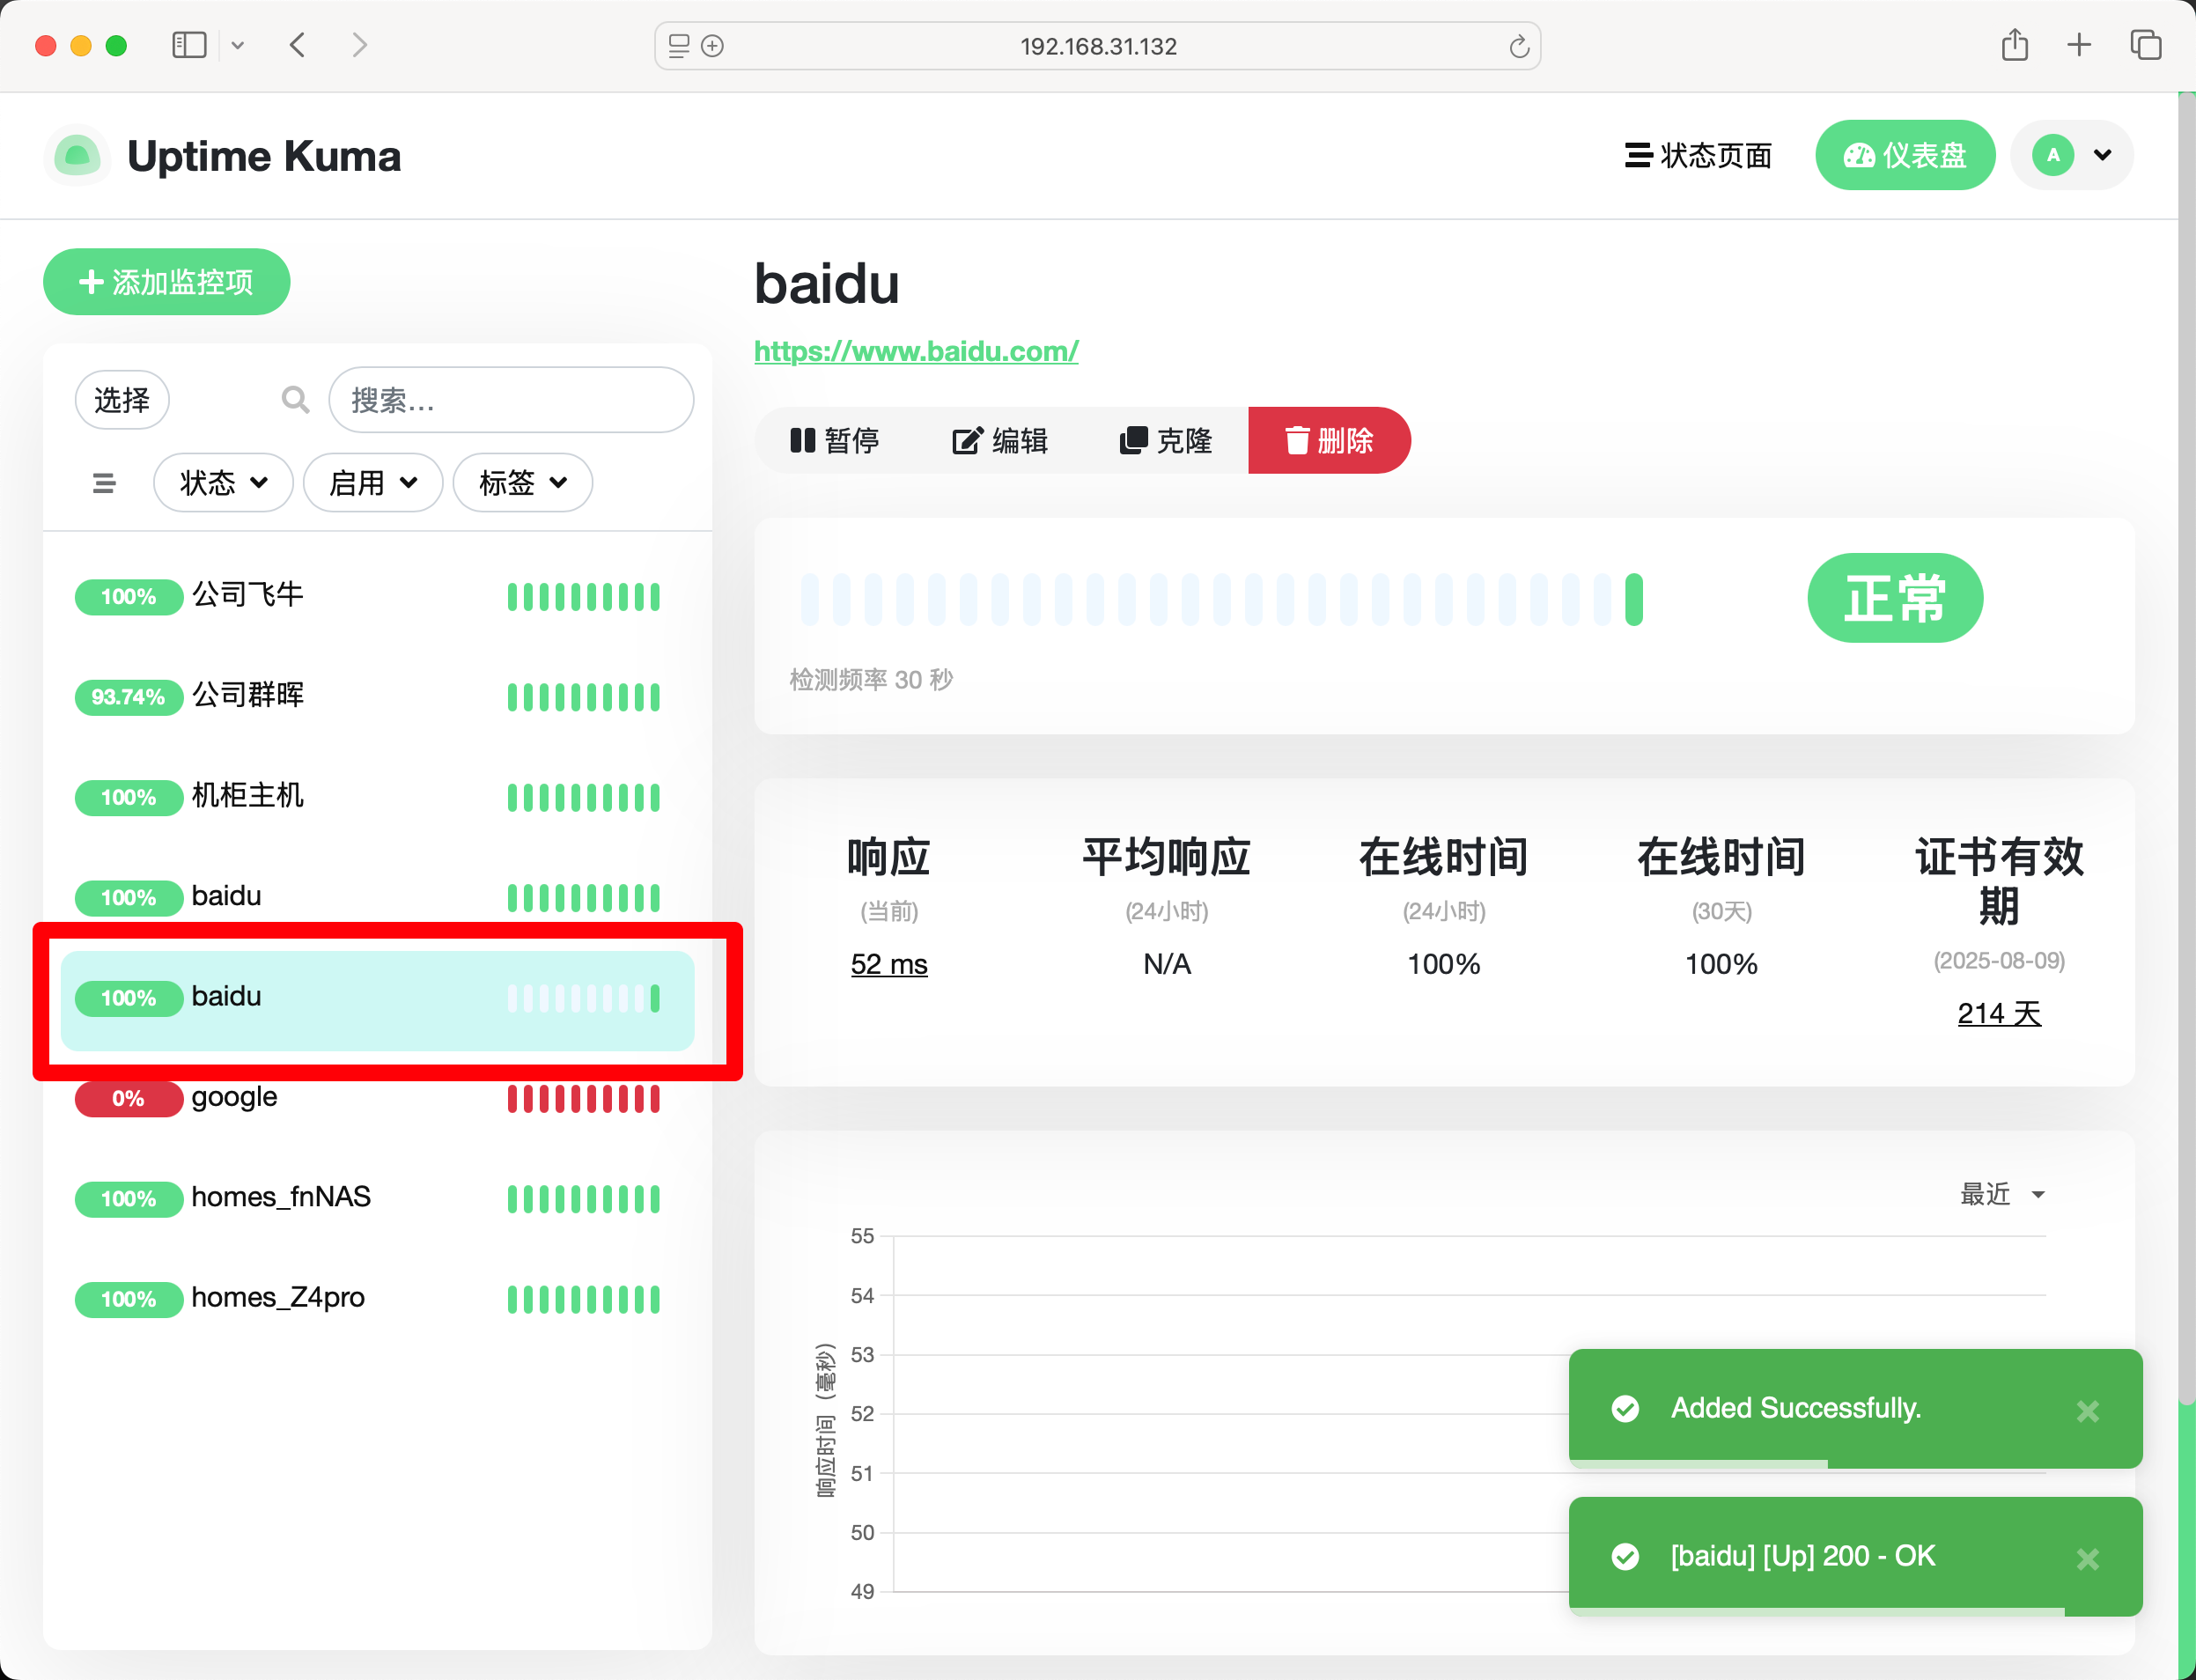 192.168.31.132
Uptime Kuma
状态页面
仪表盘
A
添加监控项
选择
搜索...
状态
启用
标签
100% 公司飞牛
93.74% 公司群晖
100% 机柜主机
100% baidu
100% baidu
0% google
100% homes_fnNAS
100% homes_Z4pro
baidu
https://www.baidu.com/
暂停
编辑
克隆
删除
正常
检测频率 30 秒
响应
(当前)
52 ms
平均响应
(24小时)
N/A
在线时间
(24小时)
100%
在线时间
(30天)
100%
证书有效
期
(2025-08-09)
214 天
最近
响应时间（毫秒）
55
54
53
52
51
50
49
Added Successfully.
[baidu] [Up] 200 - OK